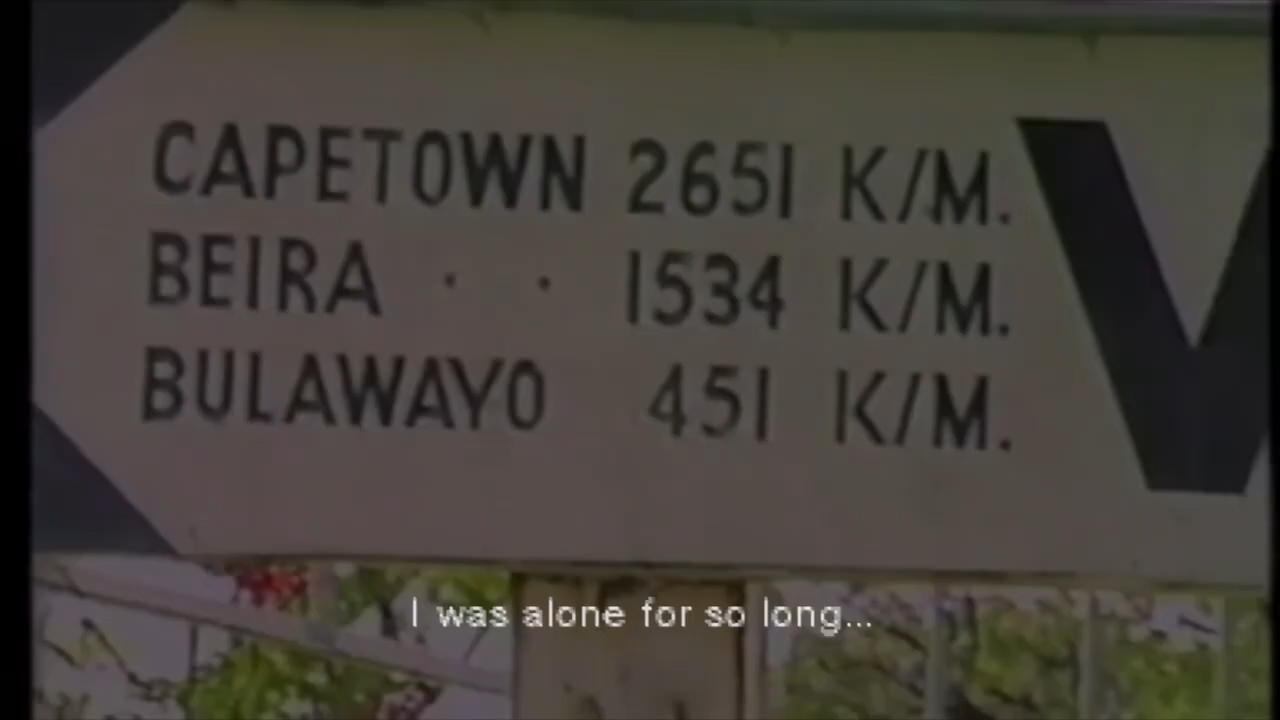 CAPETOWN 2651 K/M.
BEIRA . . 1534 K/M.
BULAWAYO 451 K/M.
V
I was alone for so long...